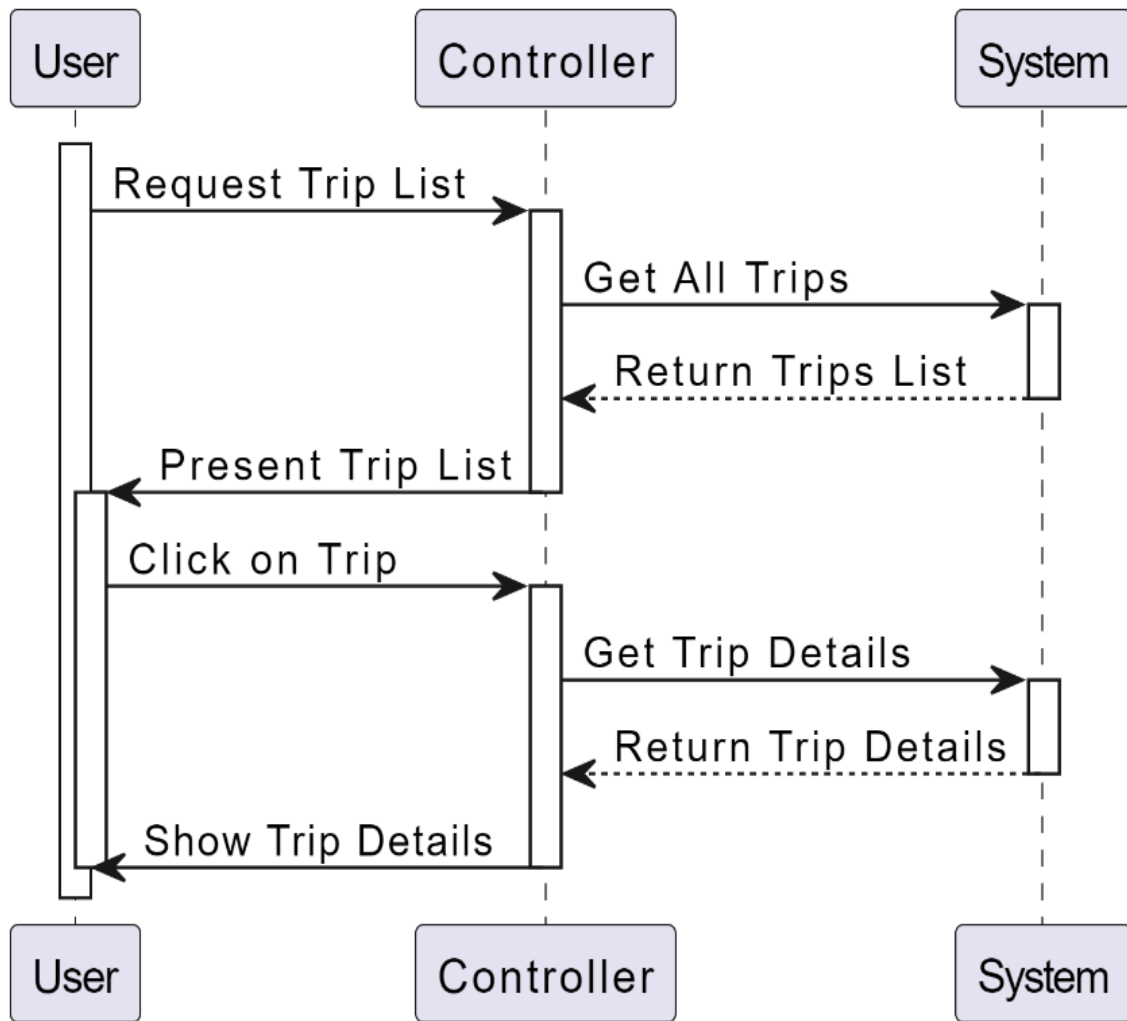 User Controller System
Request Trip List
Get All Trips
Return Trips List
Present Trip List
Click on Trip
Get Trip Details
Return Trip Details
Show Trip Details
User Controller System